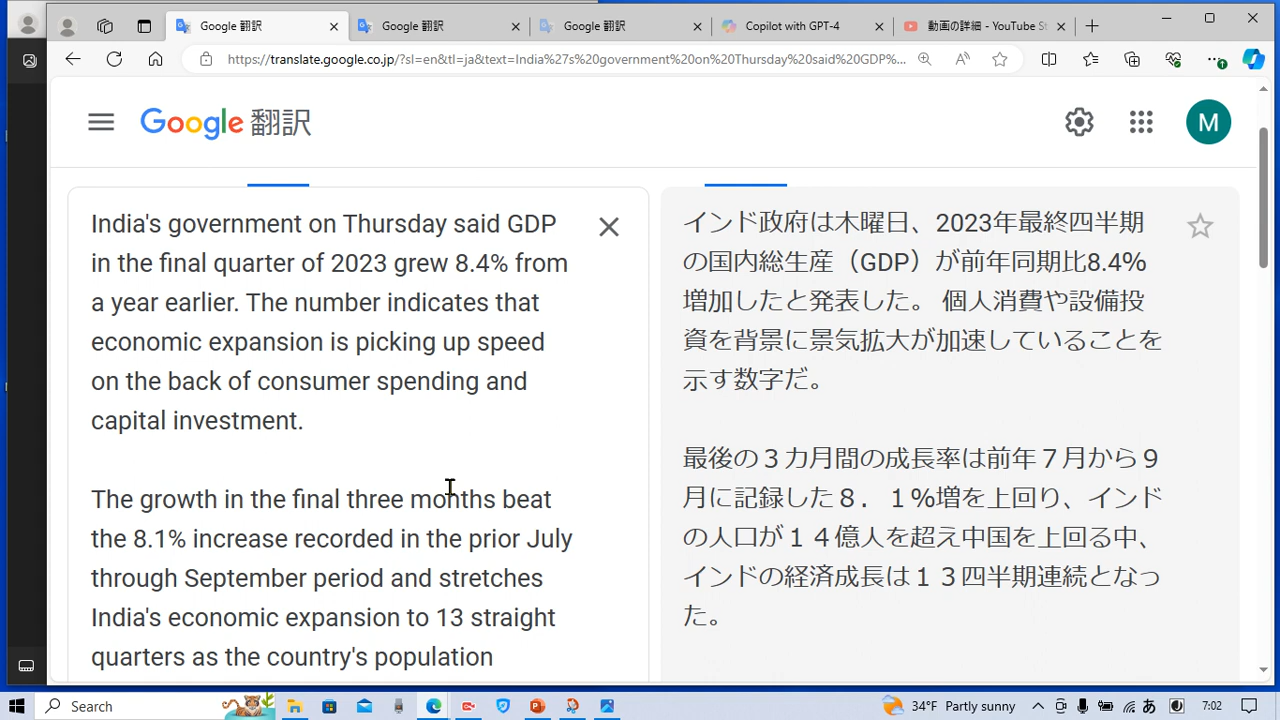 Google 翻訳
Google 翻訳
Google 翻訳
Copilot with GPT-4
動画の詳細 - YouTube St
https://translate.google.co.jp/?sl=en&tl=ja&text=India%27s%20government%20on%20Thursday%20said%20GDP%...
Google 翻訳
M
India's government on Thursday said GDP
in the final quarter of 2023 grew 8.4% from
a year earlier. The number indicates that
economic expansion is picking up speed
on the back of consumer spending and
capital investment.
The growth in the final three months beat
the 8.1% increase recorded in the prior July
through September period and stretches
India's economic expansion to 13 straight
quarters as the country's population
インド政府は木曜日、2023年最終四半期
の国内総生産（GDP）が前年同期比8.4%
増加したと発表した。 個人消費や設備投
資を背景に景気拡大が加速していることを
示す数字だ。
最後の３カ月間の成長率は前年７月から９
月に記録した８．１％増を上回り、インド
の人口が１４億人を超え中国を上回る中、
インドの経済成長は１３四半期連続となっ
た。
Search
34°F Partly sunny
あ
7:02